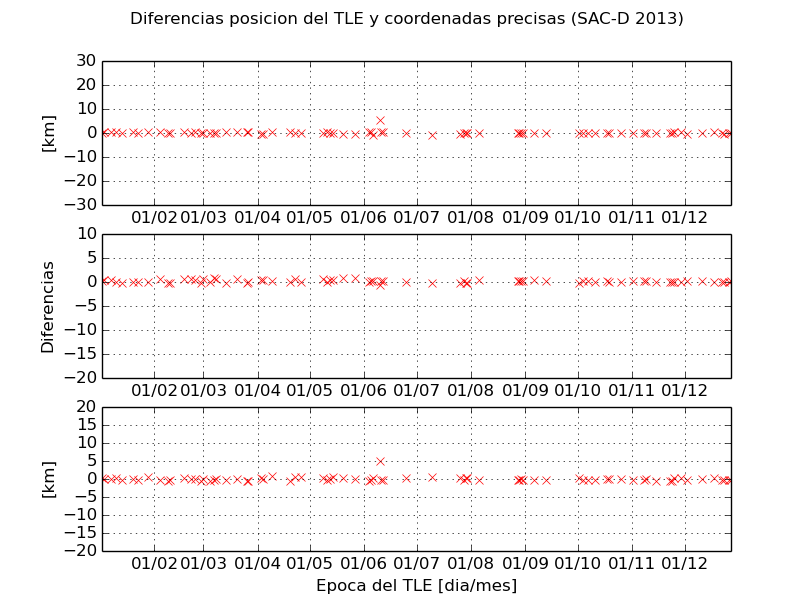 Diferencias posicion del TLE y coordenadas precisas (SAC-D 2013)
[km]
30
20
10
0
−10
−20
−30
01/02 01/03 01/04 01/05 01/06 01/07 01/08 01/09 01/10 01/11 01/12
Diferencias
10
5
0
−5
−10
−15
−20
01/02 01/03 01/04 01/05 01/06 01/07 01/08 01/09 01/10 01/11 01/12
[km]
20
15
10
5
0
−5
−10
−15
−20
01/02 01/03 01/04 01/05 01/06 01/07 01/08 01/09 01/10 01/11 01/12
Epoca del TLE [dia/mes]